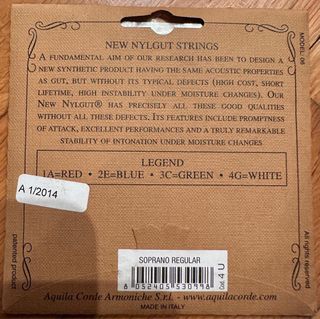 NEW NYLGUT STRINGS
A FUNDAMENTAL AIM OF OUR RESEARCH HAS BEEN TO DESIGN A
NEW SYNTHETIC PRODUCT HAVING THE SAME ACOUSTIC PROPERTIES
AS GUT, BUT WITHOUT ITS TYPICAL DEFECTS (HIGH COST, SHORT
LIFETIME, HIGH INSTABILITY UNDER MOISTURE CHANGES). OUR
NEW NYLGUT® HAS PRECISELY ALL THESE GOOD QUALITIES
WITHOUT ALL THESE DEFECTS. ITS FEATURES INCLUDE PROMPTNESS
OF ATTACK, EXCELLENT PERFORMANCES AND A TRULY REMARKABLE
STABILITY OF INTONATION UNDER MOISTURE CHANGES
LEGEND
1A=RED • 2E=BLUE • 3C=GREEN • 4G=WHITE
A 1/2014
SOPRANO REGULAR
8 052405 530998
Cod. 4 U
Aquila Corde Armoniche S.r.l. - www.aquilacorde.com
MADE IN ITALY
patented product
All rights reserved
MODEL: 06